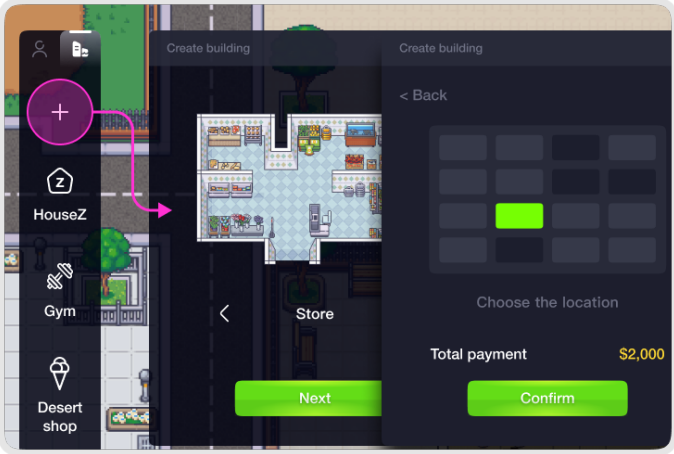 Create building
Create building
< Back
Z
HouseZ
Choose the location
Gym
Store
Total payment
$2,000
Next
Confirm
Desert
shop